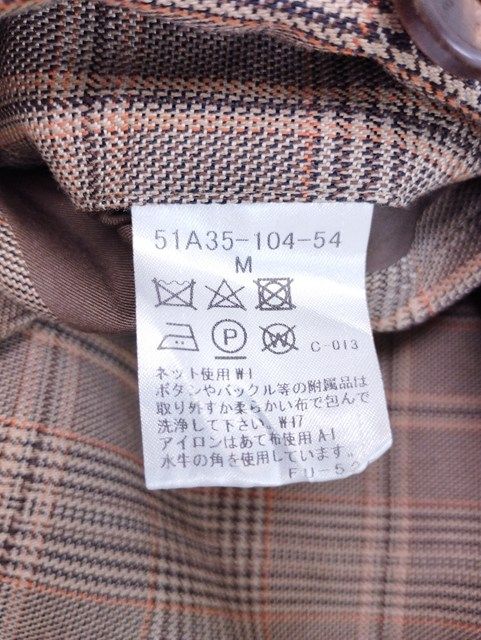 51A35-104-54
M
P W C-013
ネット使用 W-1
ボタンやバックル等の附属品は
取り外すか柔らかい布で包んで
洗浄して下さい。W-17
アイロンはあて布使用 A-1
水牛の角を使用しています。
FU-52